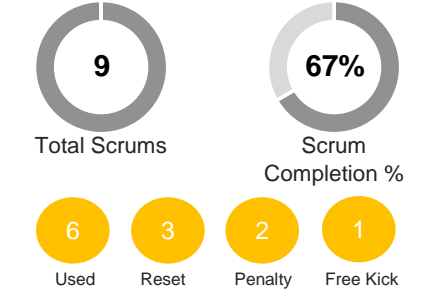 9
67%
Total Scrums
Scrum
Completion %
6
3
2
1
Used
Reset
Penalty
Free Kick